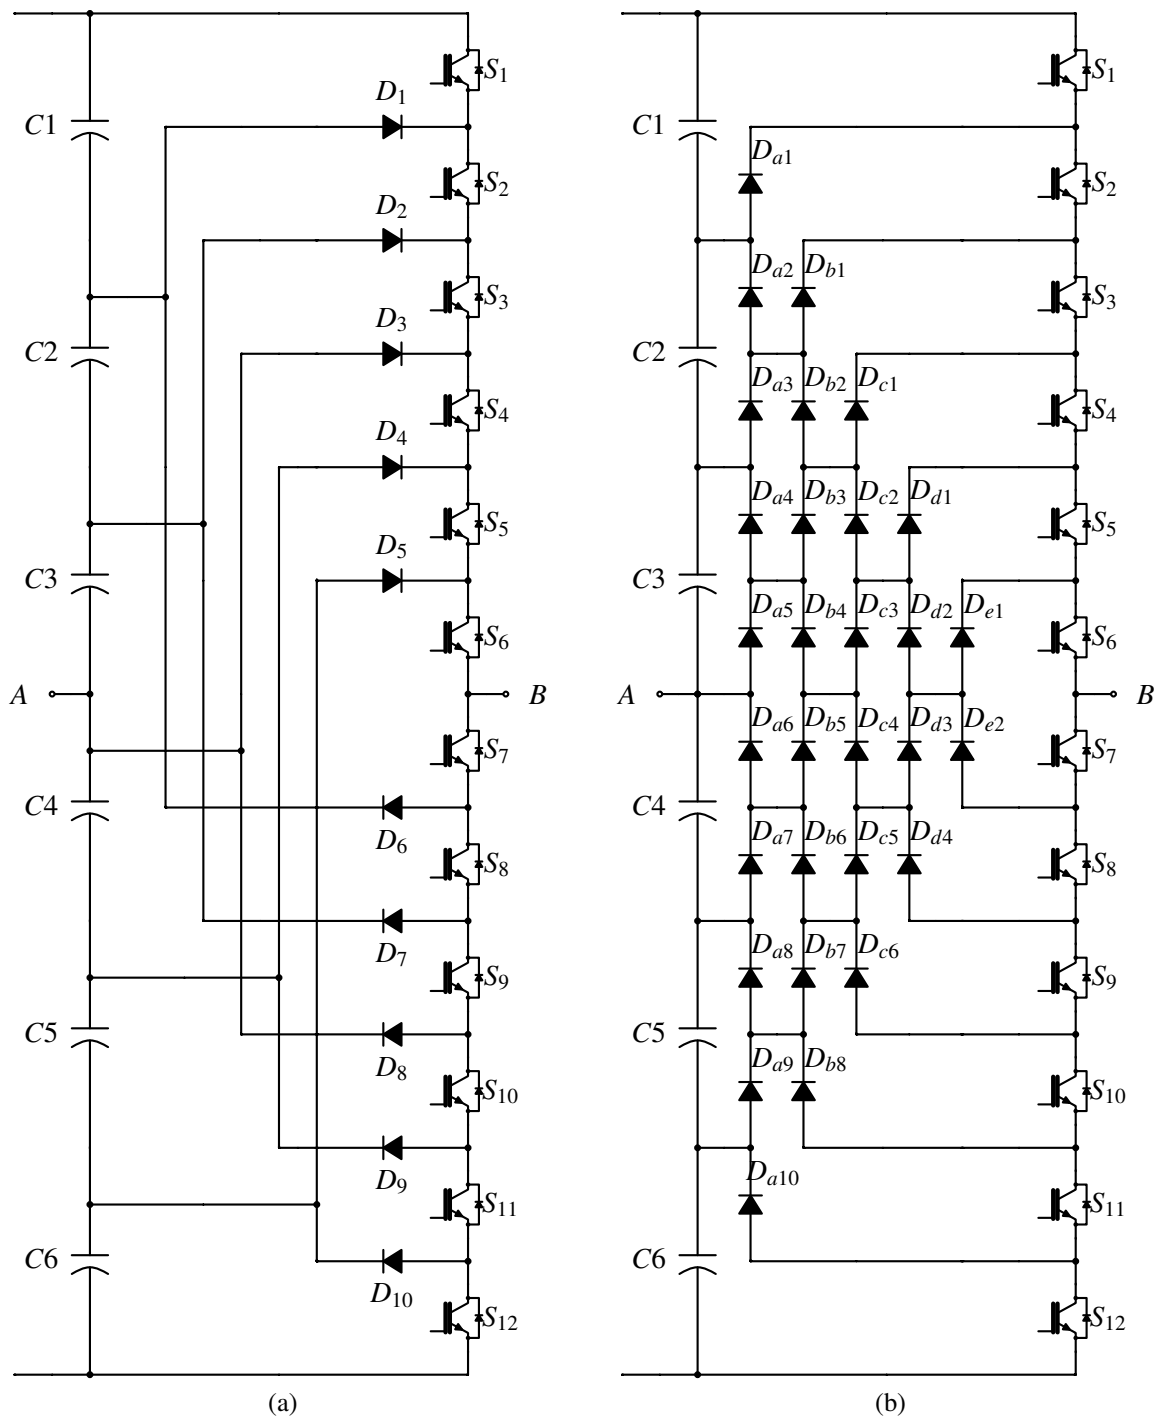 S1
D1
C1
S2
D2
S3
D3
C2
S4
D4
S5
D5
C3
S6
A
B
S7
C4
D6
S8
D7
S9
C5
D8
S10
D9
S11
C6
D10
S12
(a)
S1
C1
Da1
S2
Da2 Db1
S3
C2
Da3 Db2 Dc1
S4
Da4 Db3 Dc2 Dd1
S5
C3
Da5 Db4 Dc3 Dd2 De1
S6
A
B
Da6 Db5 Dc4 Dd3 De2
S7
C4
Da7 Db6 Dc5 Dd4
S8
Da8 Db7 Dc6
S9
C5
Da9 Db8
S10
Da10
S11
C6
S12
(b)